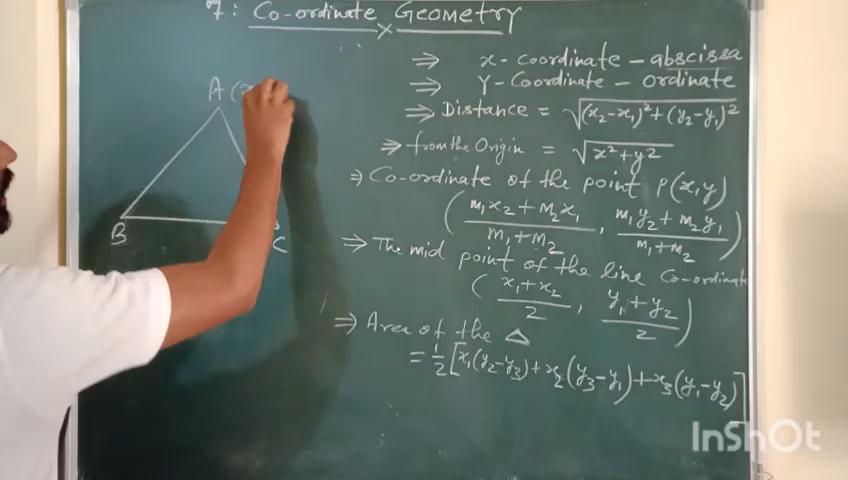 7: Co-ordinate Geometry
⇒ x-coordinate - abscissa
⇒ Y-Coordinate - ordinate
⇒ Distance = √(x₂-x₁)²+(y₂-y₁)²
⇒ from the Origin = √x²+y²
⇒ Co-ordinate of the point P(x,y)
(m₁x₂+m₂x₁/m₁+m₂, m₁y₂+m₂y₁/m₁+m₂)
⇒ The mid point of the line Co-ordinate
(x₁+x₂/2, y₁+y₂/2)
⇒ Area of the △
= 1/2[x₁(y₂-y₃)+x₂(y₃-y₁)+x₃(y₁-y₂)]
A (
B
C
InShOt